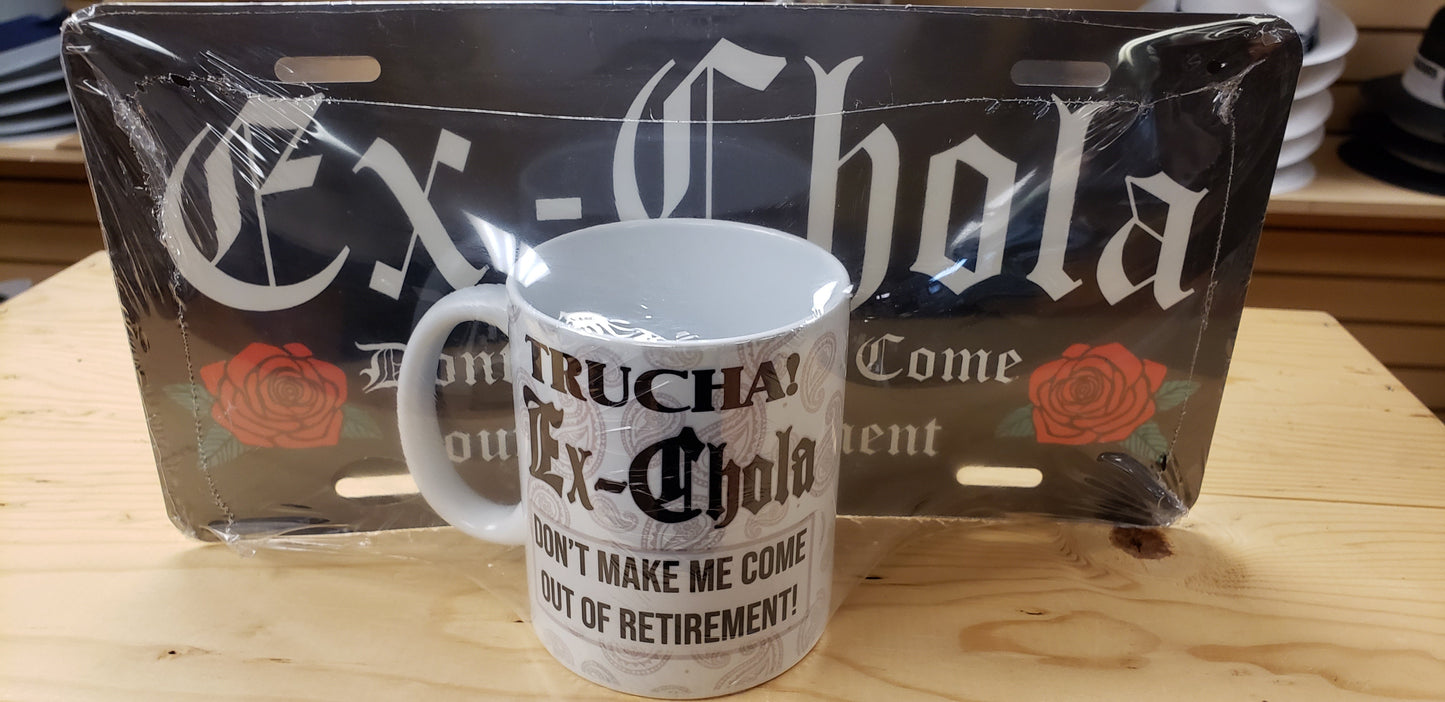 Ex-Chola
Come
TRUCHA!
Ex-Chola
DON'T MAKE ME COME
OUT OF RETIREMENT!